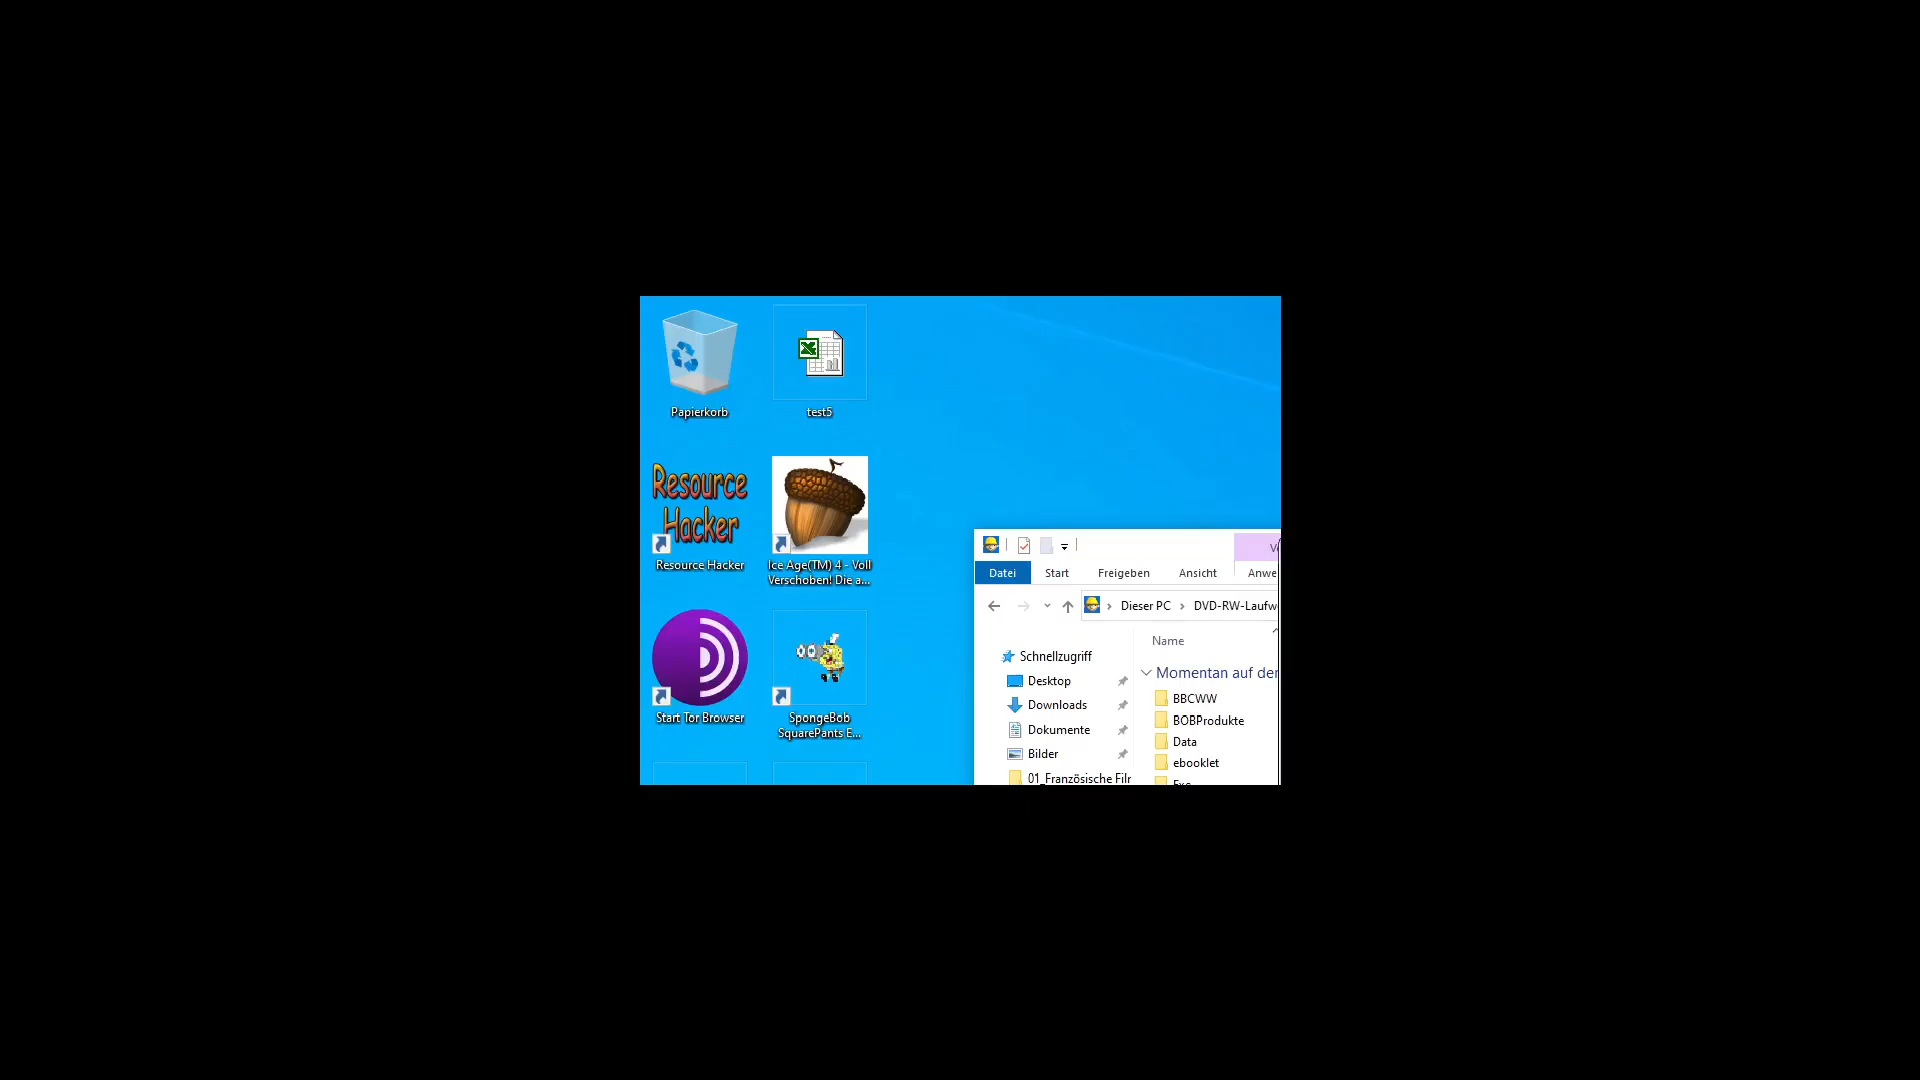 Papierkorb
test5
Resource
Hacker
Resource Hacker
Ice Age(TM) 4 - Voll
Verschoben! Die a...
Start Tor Browser
SpongeBob
SquarePants E...
Datei
Start
Freigeben
Ansicht
Anwe
Dieser PC
DVD-RW-Laufw
Name
Schnellzugriff
Desktop
Downloads
Dokumente
Bilder
01_Französische Filr
Momentan auf der
BBCWW
BOBProdukte
Data
ebooklet